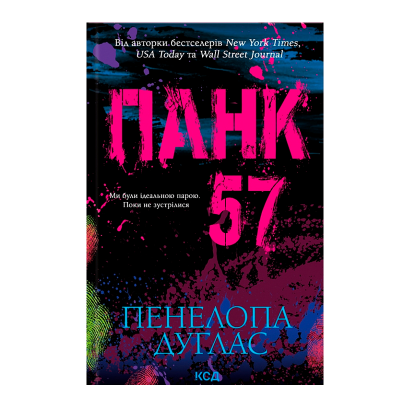 Від авторки бестселерів New York Times,
USA Today та Wall Street Journal
ПАНК
57
Ми були ідеальною парою.
Поки не зустрілися
ПЕНЕЛОПА
ДУГЛАС
КСД